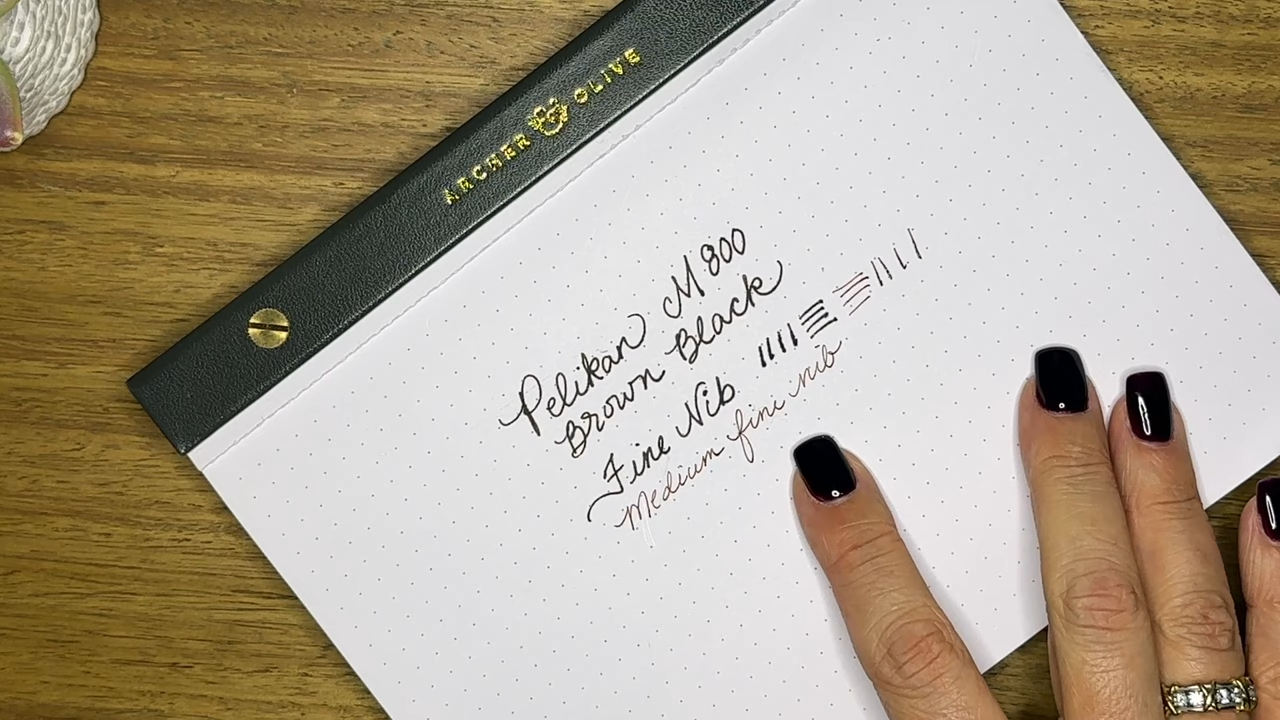 ARCHER & OLIVE
Pelikan M800
Brown Black
Fine Nib
Medium fine nib